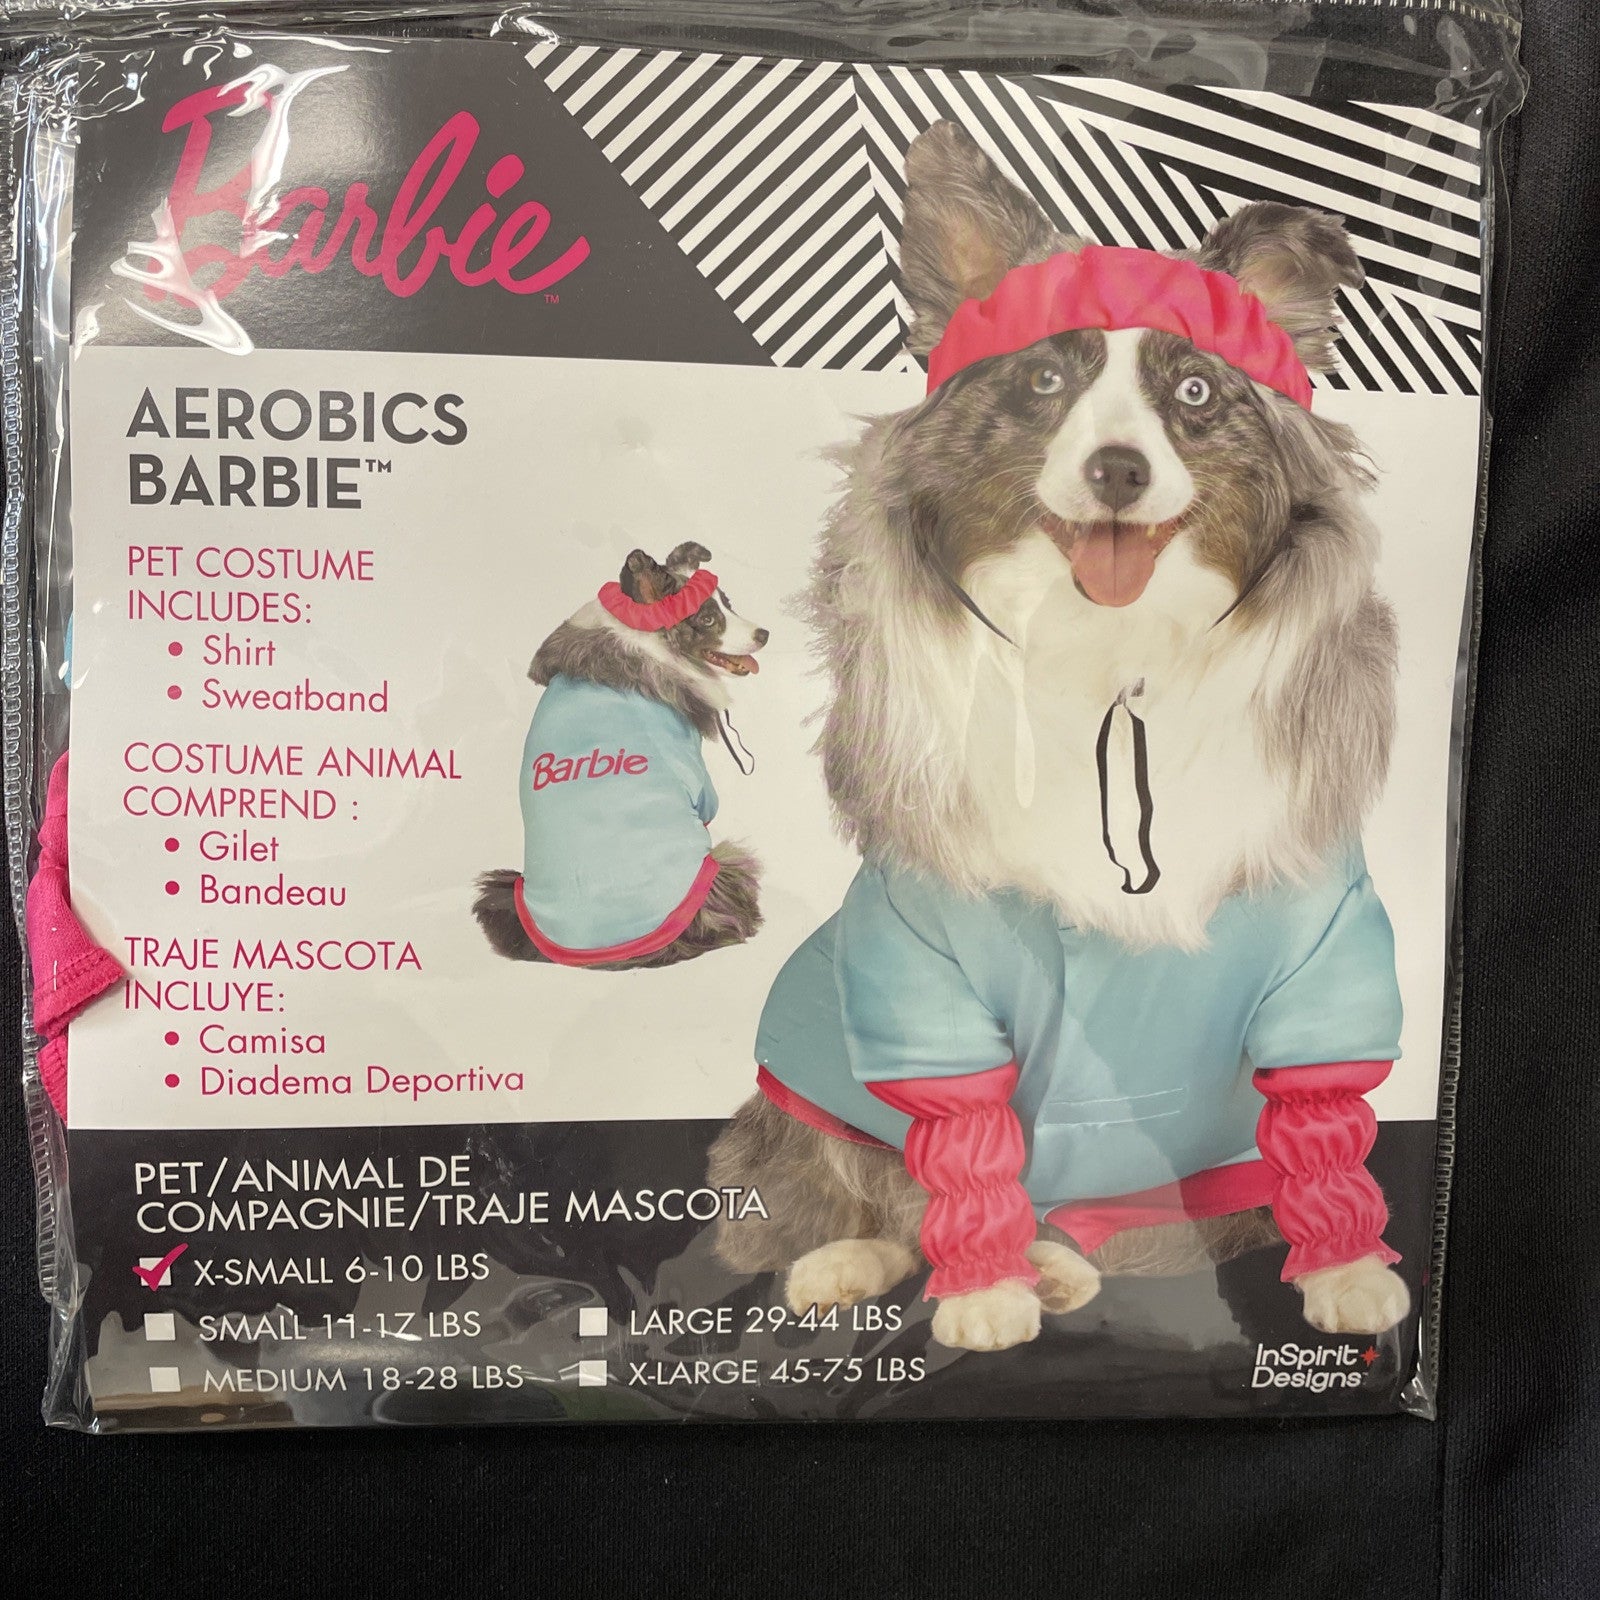 Barbie™
AEROBICS
BARBIE™
PET COSTUME
INCLUDES:
• Shirt
• Sweatband
COSTUME ANIMAL
COMPREND :
• Gilet
• Bandeau
TRAJE MASCOTA
INCLUYE:
• Camisa
• Diadema Deportiva
Barbie
PET/ANIMAL DE
COMPAGNIE/TRAJE MASCOTA
X-SMALL 6-10 LBS
SMALL 11-17 LBS
MEDIUM 18-28 LBS
LARGE 29-44 LBS
X-LARGE 45-75 LBS
InSpirit
Designs™